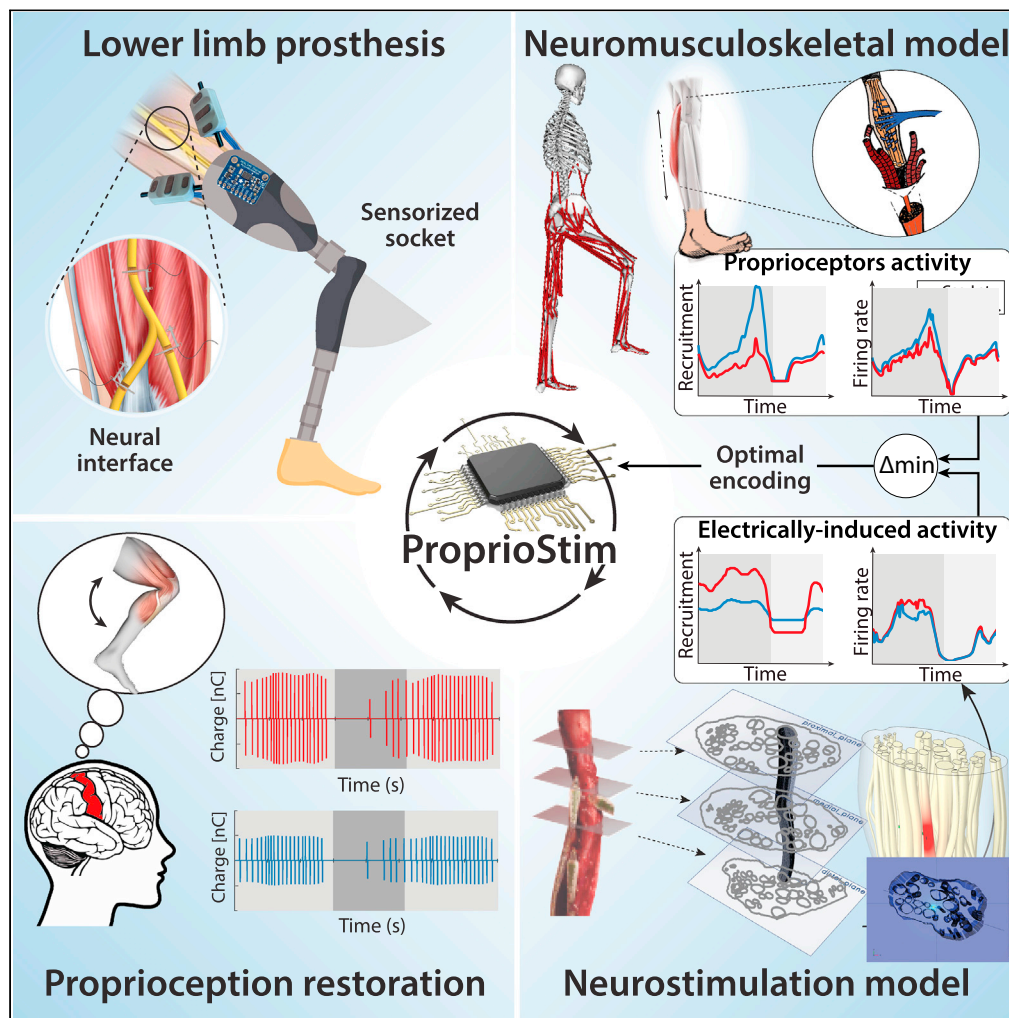 Lower limb prosthesis
Sensorized
socket
Neural
interface
Neuromusculoskeletal model
Proprioceptors activity
Recruitment
Time
Firing rate
Time
Optimal
encoding
Δmin
ProprioStim
Electrically-induced activity
Recruitment
Time
Firing rate
Time
Charge [nC]
Time (s)
Charge [nC]
Time (s)
Proprioception restoration
proximal_plane
Neurostimulation model